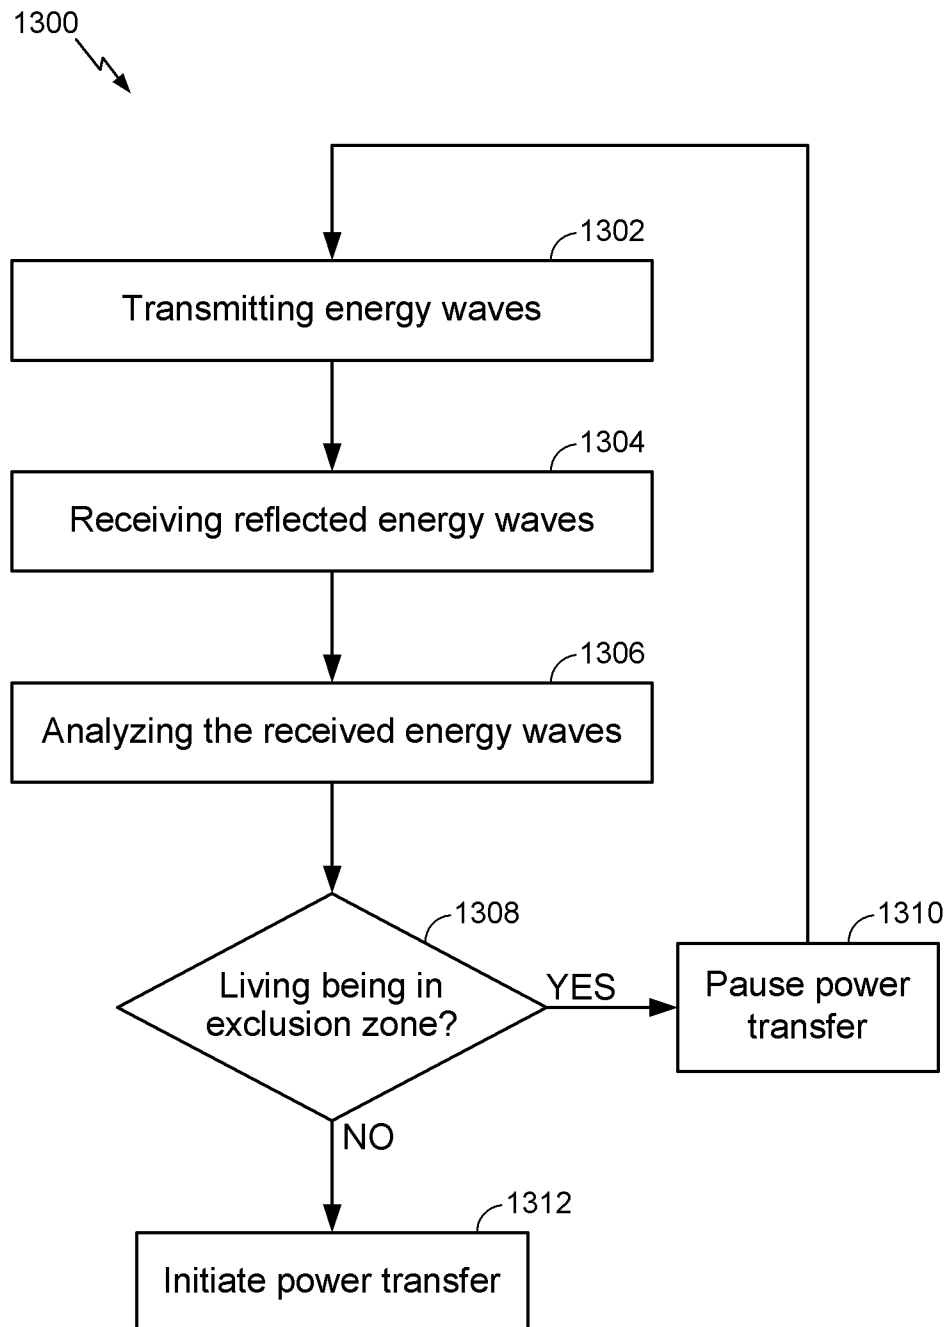 1300
1302
Transmitting energy waves
1304
Receiving reflected energy waves
1306
Analyzing the received energy waves
1308
Living being in
exclusion zone?
YES
1310
Pause power
transfer
NO
1312
Initiate power transfer